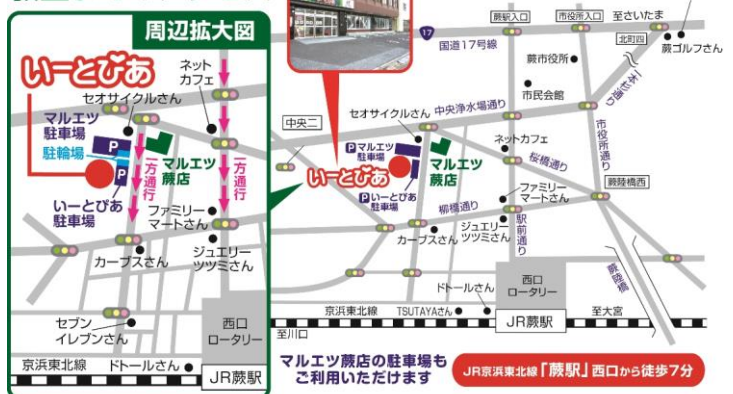 周辺拡大図
いーとぴあ
ネット
カフェ
セオサイクルさん
マルエツ
駐車場
P
駐輪場
P
マルエツ
蕨店
一方通行
一方通行
いーとぴあ
駐車場
ファミリー
マートさん
カーブスさん
ジュエリー
ツツミさん
セブン
イレブンさん
西口
ロータリー
京浜東北線
ドトールさん
JR蕨駅
17
国道17号線
蕨駅入口
市役所入口
至さいたま
北町四
蕨ゴルフさん
蕨市役所
市民会館
一本杉通り
市役所通り
中央二
セオサイクルさん
中央浄水場通り
ネットカフェ
Pマルエツ
駐車場
マルエツ
蕨店
桜橋通り
蕨陸橋西
いーとぴあ
Pいーとぴあ
駐車場
柳橋通り
ファミリー
マートさん
カーブスさん
ジュエリー
ツツミさん
駅前通り
蕨陸橋
ドトールさん
西口
ロータリー
京浜東北線
TSUTAYAさん
至大宮
至川口
JR蕨駅
マルエツ蕨店の駐車場も
ご利用いただけます
JR京浜東北線「蕨駅」西口から徒歩7分